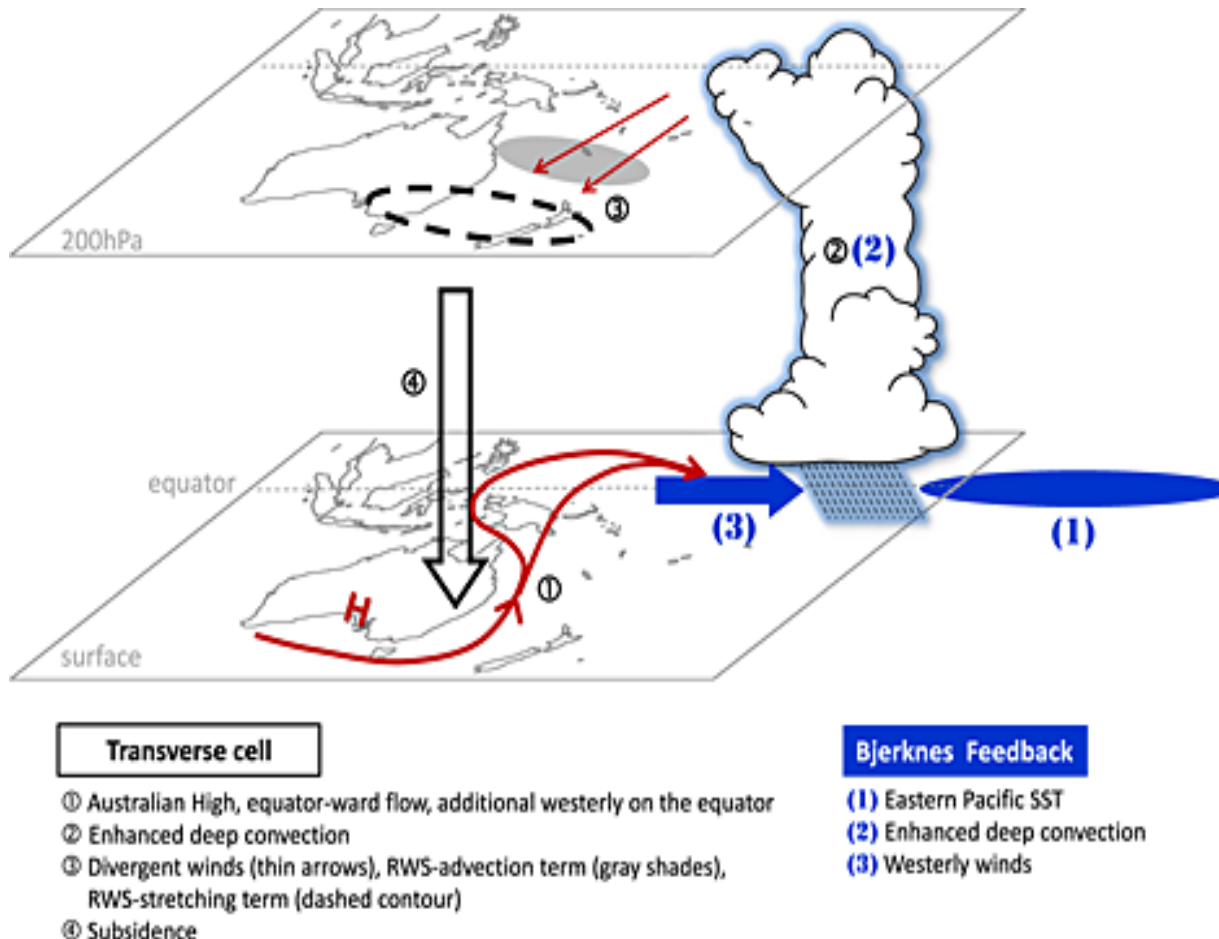 ③
200hPa
② (2)
④
equator
(3)
(1)
①
H
surface
Transverse cell
① Australian High, equator-ward flow, additional westerly on the equator
② Enhanced deep convection
③ Divergent winds (thin arrows), RWS-advection term (gray shades),
RWS-stretching term (dashed contour)
④ Subsidence
Bjerknes Feedback
(1) Eastern Pacific SST
(2) Enhanced deep convection
(3) Westerly winds